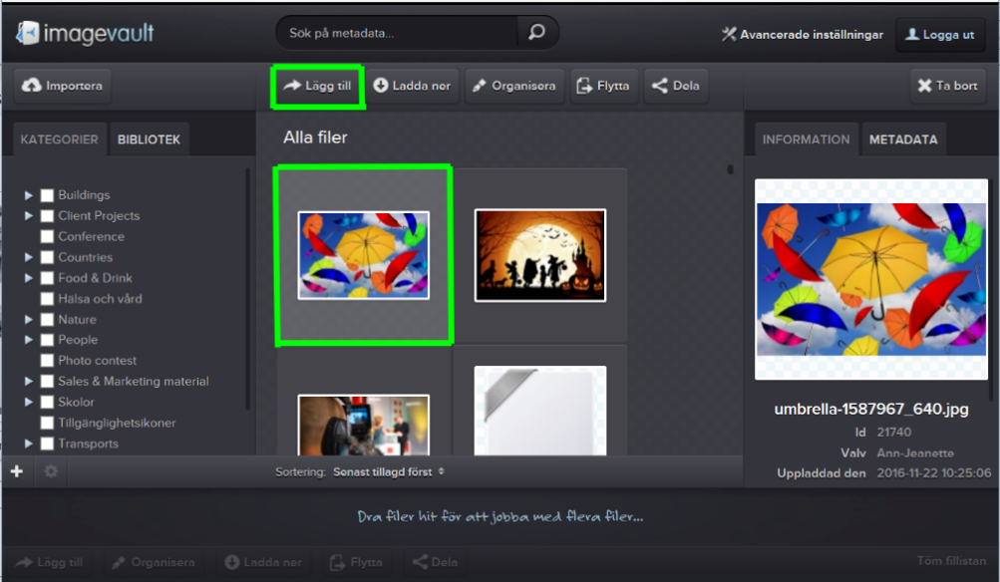 imagevault
Sök på metadata...
Avancerade inställningar
Logga ut
Importera
Lägg till
Ladda ner
Organisera
Flytta
Dela
Ta bort
KATEGORIER
BIBLIOTEK
Alla filer
INFORMATION
METADATA
Buildings
Client Projects
Conference
Countries
Food & Drink
Hälsa och vård
Nature
People
Photo contest
Sales & Marketing material
Skolor
Tillgänglighetsikoner
Transports
umbrella-1587967_640.jpg
Id 21740
Valv Ann-Jeanette
Uppladdad den 2016-11-22 10:25:06
Sortering: Senast tillagd först
Dra filer hit för att jobba med flera filer...
Lägg till
Organisera
Ladda ner
Flytta
Dela
Töm fillistan